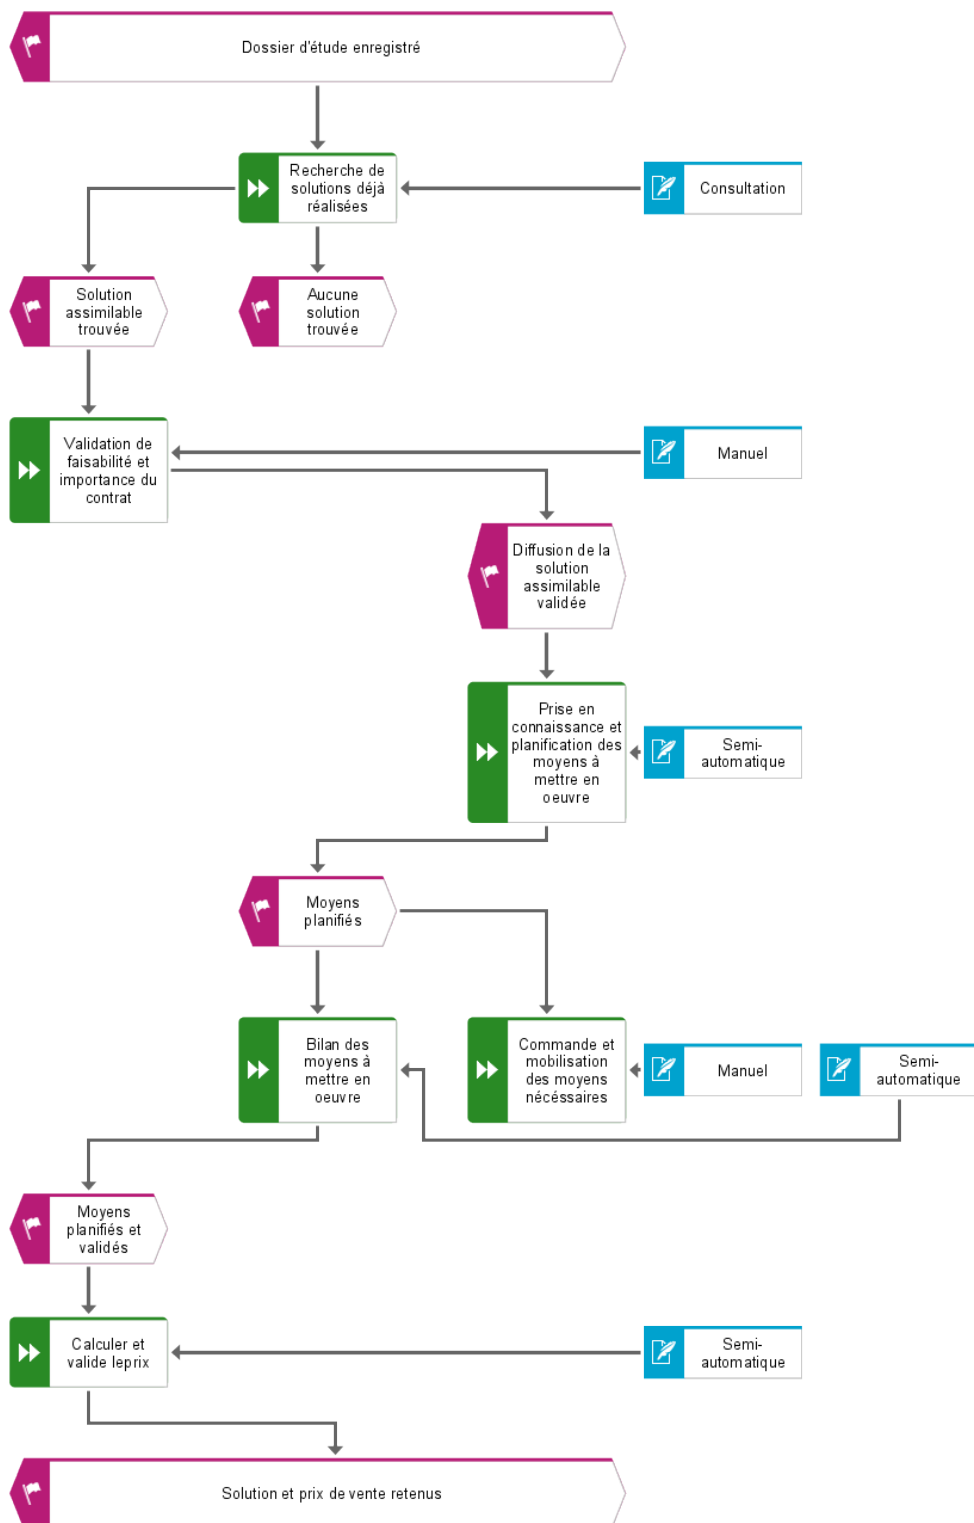 Dossier d'étude enregistré
Recherche de
solutions déjà
réalisées
Consultation
Solution
assimilable
trouvée
Aucune
solution
trouvée
Validation de
faisabilité et
importance du
contrat
Manuel
Diffusion de la
solution
assimilable
validée
Prise en
connaissance et
planification des
moyens à
mettre en
oeuvre
Semi-
automatique
Moyens
planifiés
Bilan des
moyens à
mettre en
oeuvre
Commande et
mobilisation
des moyens
nécéssaires
Manuel
Semi-
automatique
Moyens
planifiés et
validés
Calculer et
valide leprix
Semi-
automatique
Solution et prix de vente retenus